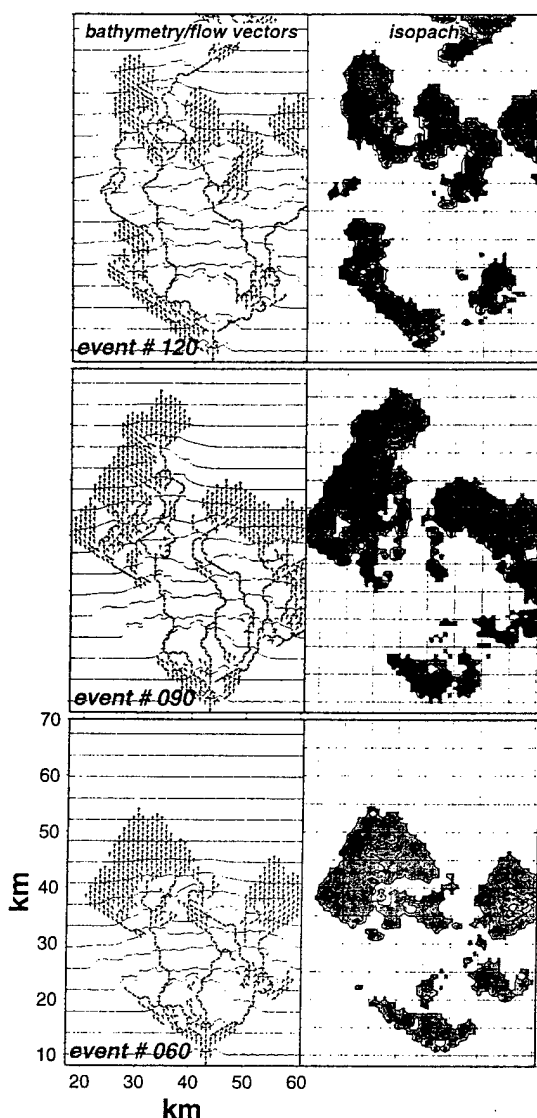 bathymetry/flow vectors
isopach
event # 120
event # 090
event # 060
70
60
50
40
30
20
10
km
20 30 40 50 60
km